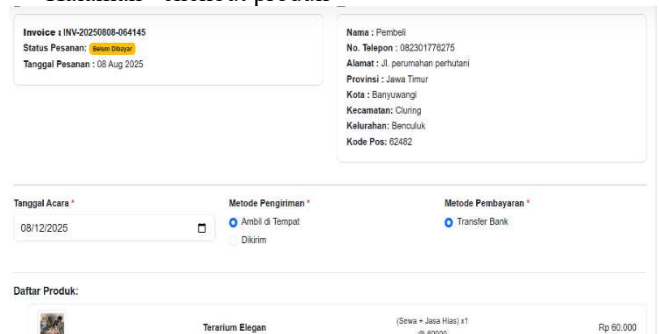 Invoice : INV-20250808-064145
Status Pesanan: Belum Dibayar
Tanggal Pesanan : 08 Aug 2025
Nama : Pembeli
No. Telepon : 082301776275
Alamat : Jl. perumahan perhutani
Provinsi : Jawa Timur
Kota : Banyuwangi
Kecamatan: Cluring
Kelurahan: Benculuk
Kode Pos: 62482
Tanggal Acara *
08/12/2025
Metode Pengiriman *
Ambil di Tempat
Dikirim
Metode Pembayaran *
Transfer Bank
Daftar Produk:
Terarium Elegan
(Sewa + Jasa Hias) x1
@ 60000
Rp 60.000